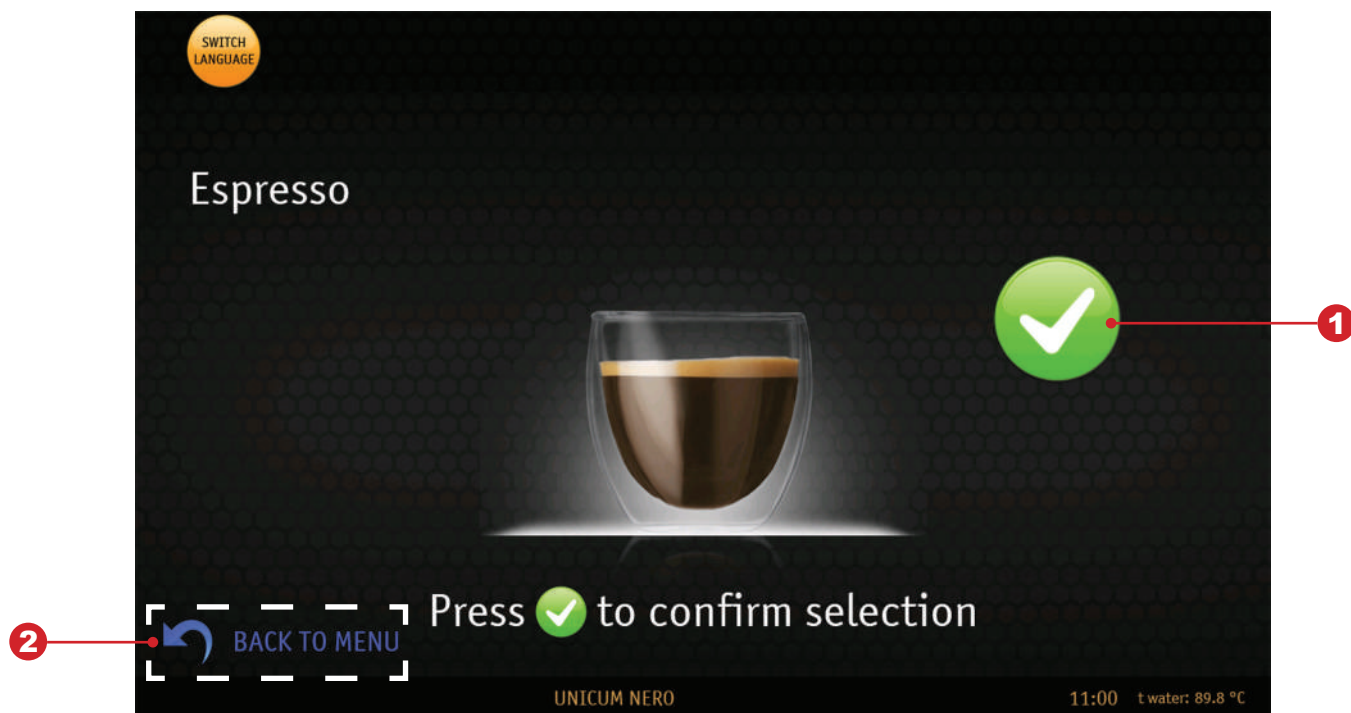 SWITCH
LANGUAGE
Espresso
1
Press to confirm selection
2
BACK TO MENU
UNICUM NERO
11:00
t water: 89.8 °C